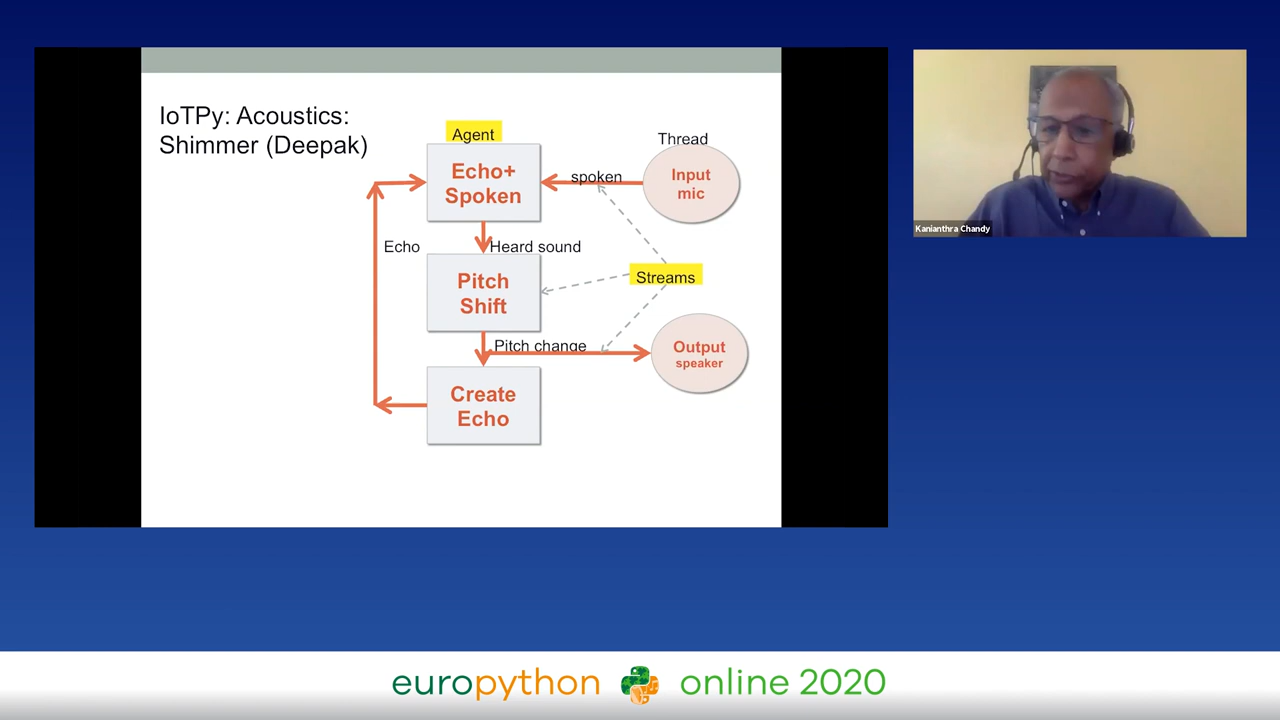 IoTPy: Acoustics:
Shimmer (Deepak)
Agent
Thread
Echo+
Spoken
spoken
Input
mic
Echo
Heard sound
Pitch
Shift
Streams
Pitch change
Output
speaker
Create
Echo
Kanianthra Chandy
europython online 2020